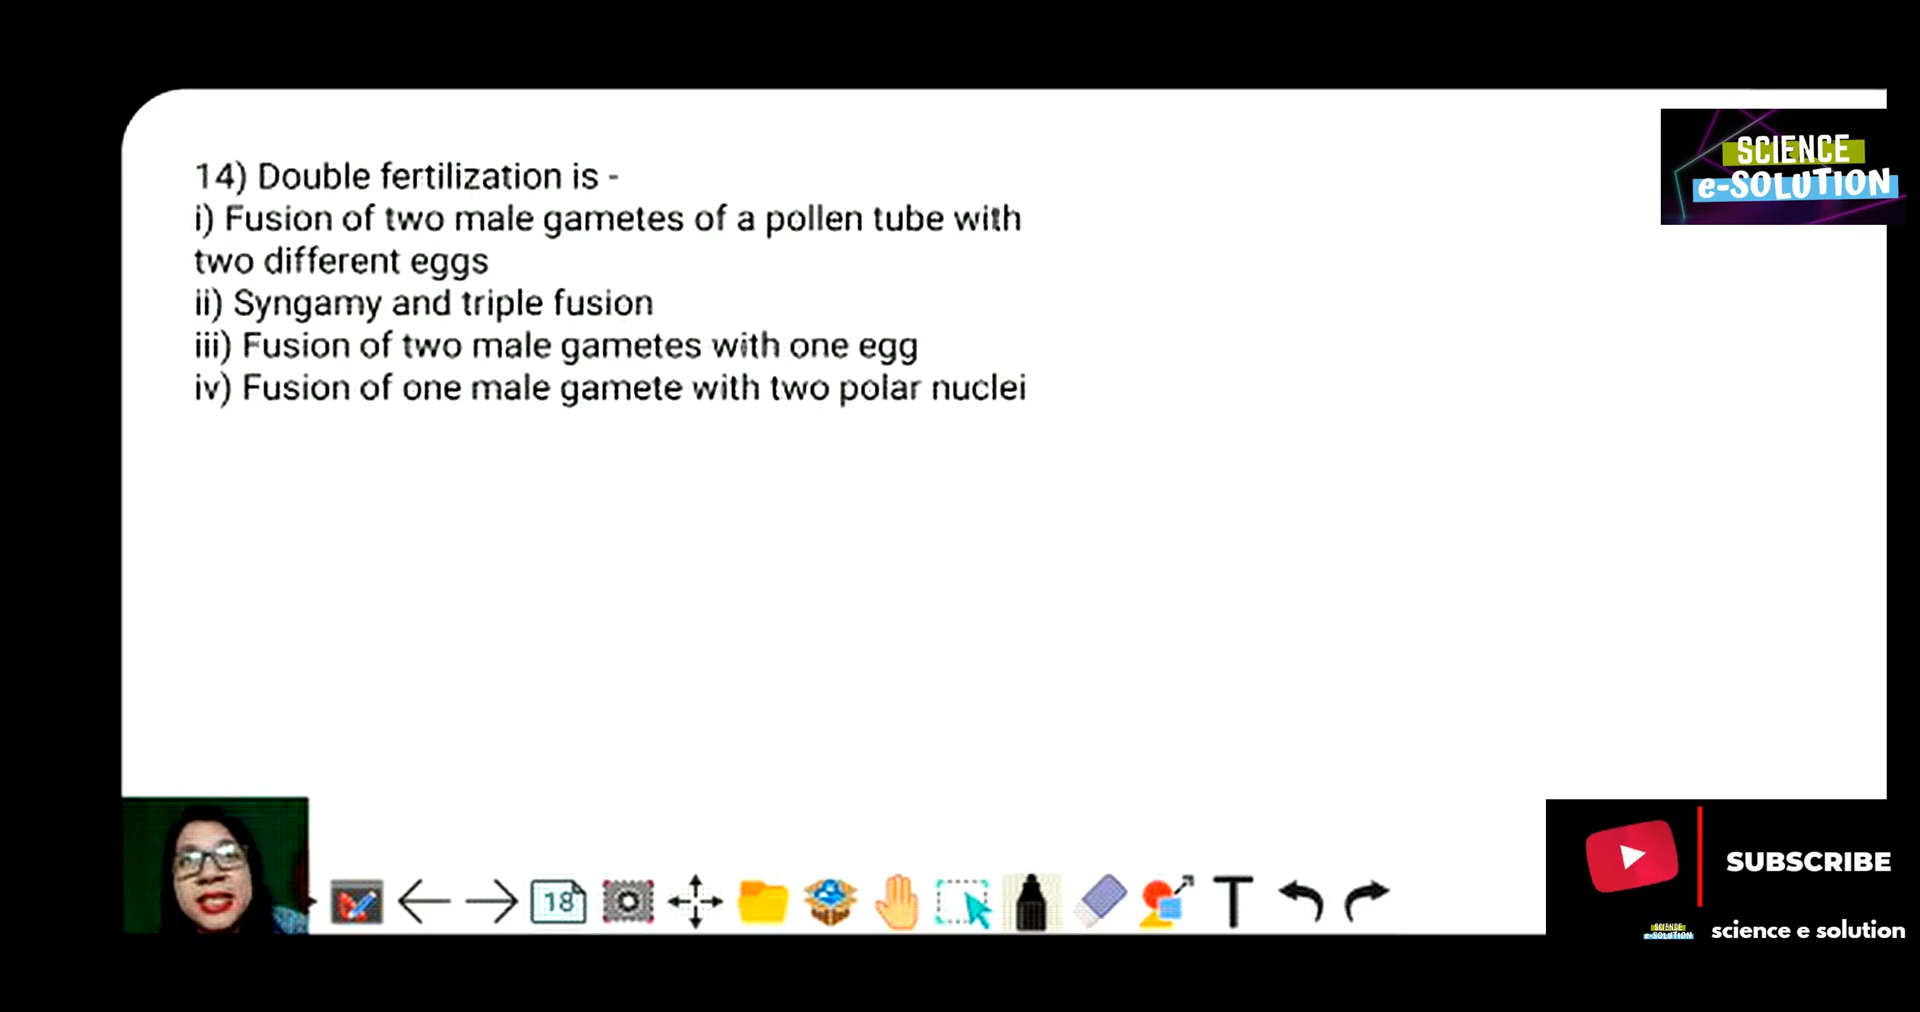 SCIENCE
e-SOLUTION
14) Double fertilization is -
i) Fusion of two male gametes of a pollen tube with
two different eggs
ii) Syngamy and triple fusion
iii) Fusion of two male gametes with one egg
iv) Fusion of one male gamete with two polar nuclei
18
T
SUBSCRIBE
SCIENCE
e-SOLUTION
science e solution